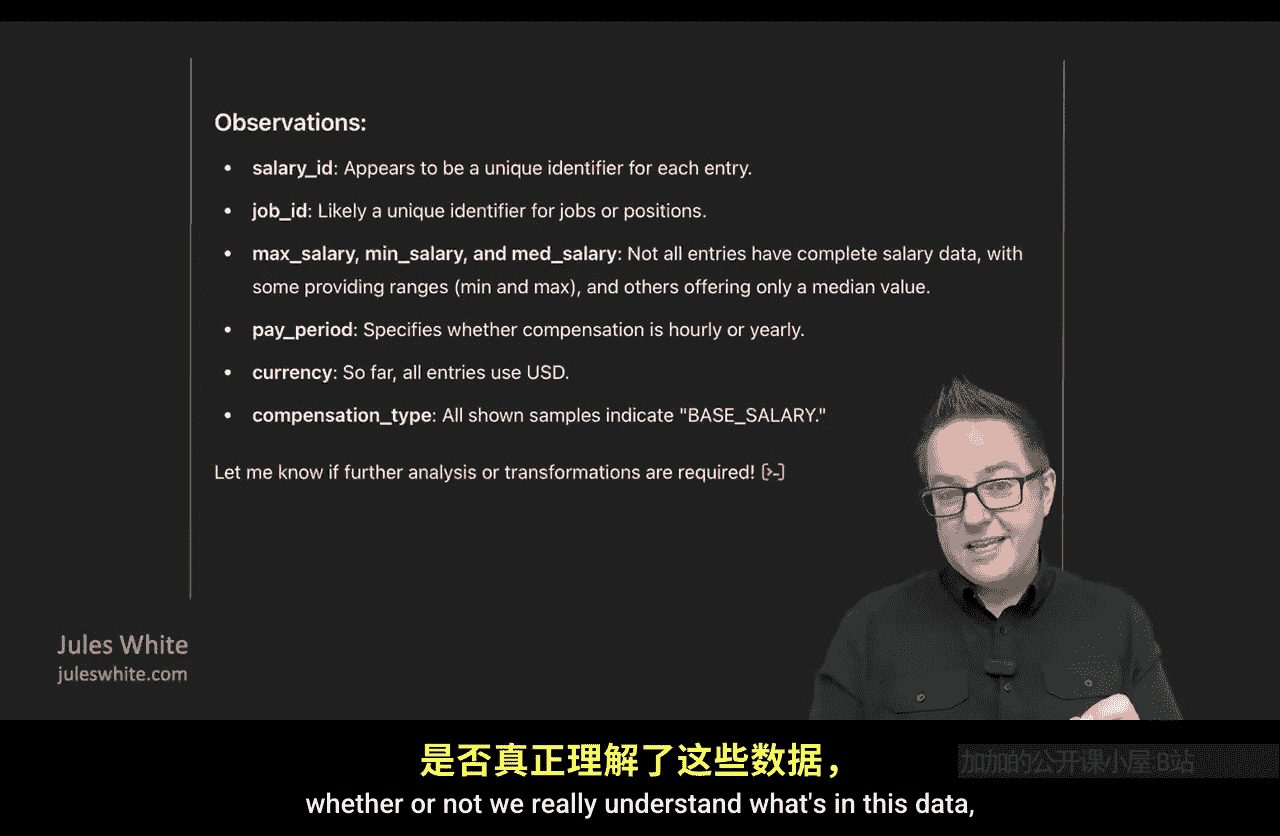 Observations:
• salary_id: Appears to be a unique identifier for each entry.
• job_id: Likely a unique identifier for jobs or positions.
• max_salary, min_salary, and med_salary: Not all entries have complete salary data, with
some providing ranges (min and max), and others offering only a median value.
• pay_period: Specifies whether compensation is hourly or yearly.
• currency: So far, all entries use USD.
• compensation_type: All shown samples indicate "BASE_SALARY."
Let me know if further analysis or transformations are required! [>-]
Jules White
juleswhite.com
是否真正理解了这些数据，
加加的公开课小屋:B站
whether or not we really understand what's in this data,